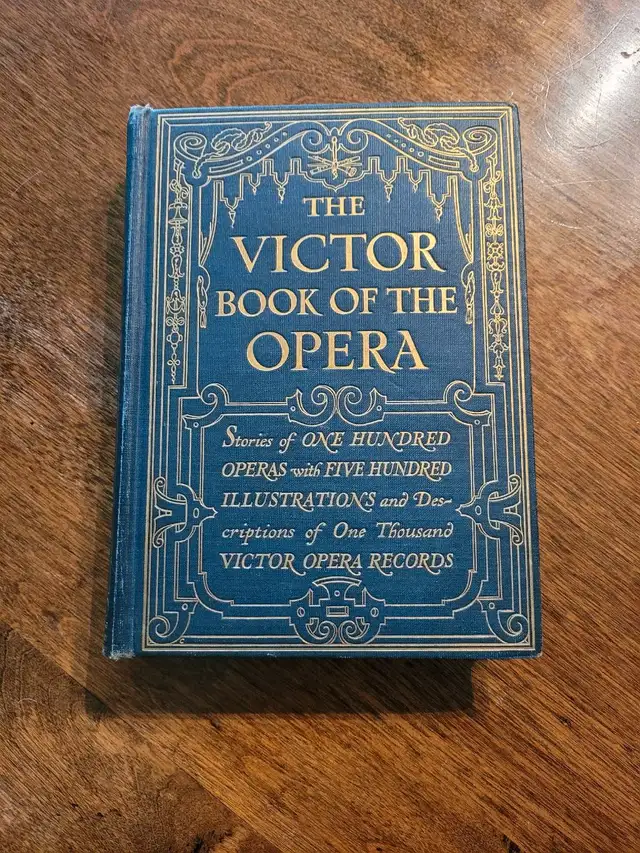 THE
VICTOR
BOOK OF THE
OPERA
Stories of ONE HUNDRED
OPERAS with FIVE HUNDRED
ILLUSTRATIONS and Des-
criptions of One Thousand
VICTOR OPERA RECORDS